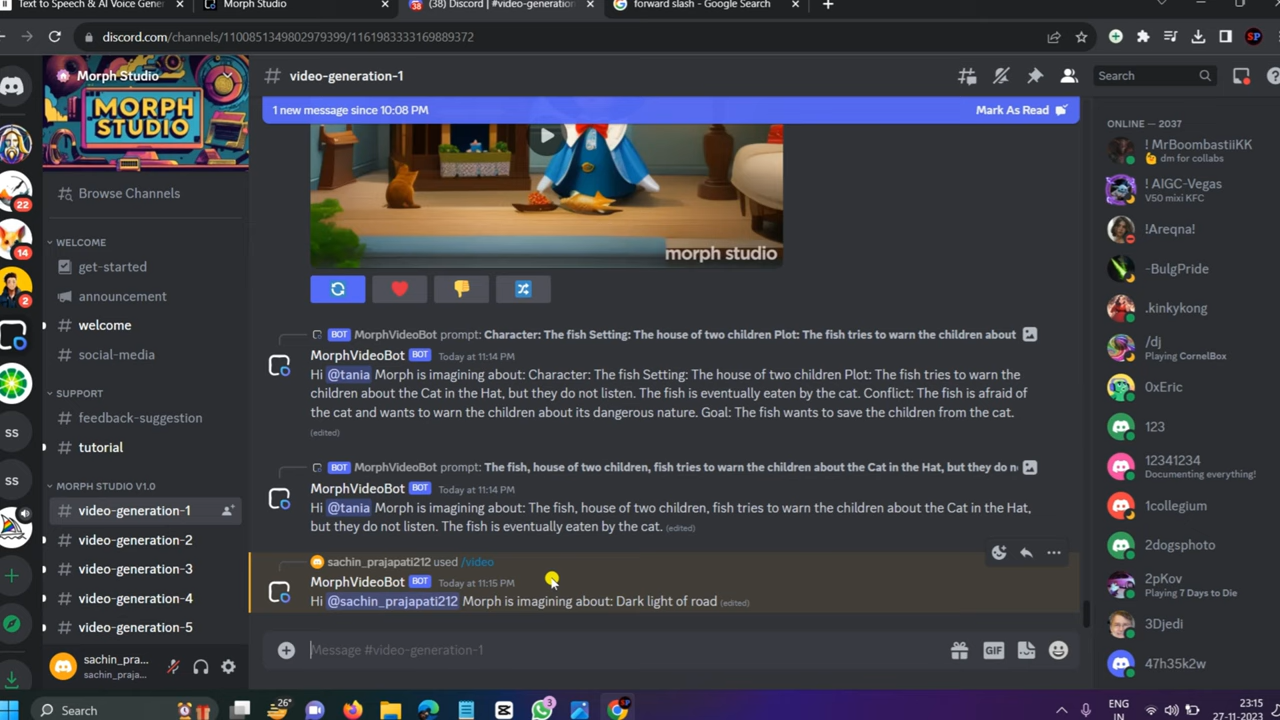 Text to Speech & AI Voice Gener
Morph Studio
(38) Discord | #video-generation
forward slash - Google Search
discord.com/channels/1100851349802979399/1161983333169889372
SP
Morph Studio
MORPH
STUDIO
Browse Channels
WELCOME
get-started
announcement
welcome
social-media
SUPPORT
feedback-suggestion
tutorial
MORPH STUDIO V1.0
video-generation-1
video-generation-2
video-generation-3
video-generation-4
video-generation-5
sachin_pra...
sachin_praja...
22
14
2
SS
SS
video-generation-1
Search
1 new message since 10:08 PM
Mark As Read
morph studio
BOT MorphVideoBot prompt: Character: The fish Setting: The house of two children Plot: The fish tries to warn the children about
MorphVideoBot BOT Today at 11:14 PM
Hi @tania Morph is imagining about: Character: The fish Setting: The house of two children Plot: The fish tries to warn the
children about the Cat in the Hat, but they do not listen. The fish is eventually eaten by the cat. Conflict: The fish is afraid of
the cat and wants to warn the children about its dangerous nature. Goal: The fish wants to save the children from the cat.
(edited)
BOT MorphVideoBot prompt: The fish, house of two children, fish tries to warn the children about the Cat in the Hat, but they do n
MorphVideoBot BOT Today at 11:14 PM
Hi @tania Morph is imagining about: The fish, house of two children, fish tries to warn the children about the Cat in the Hat,
but they do not listen. The fish is eventually eaten by the cat. (edited)
sachin_prajapati212 used /video
MorphVideoBot BOT Today at 11:15 PM
Hi @sachin_prajapati212 Morph is imagining about: Dark light of road (edited)
Message #video-generation-1
GIF
ONLINE — 2037
! MrBoombastiiKK
dm for collabs
! AIGC-Vegas
V50 mixi KFC
!Areqna!
-BulgPride
.kinkykong
/dj
Playing CornelBox
0xEric
123
12341234
Documenting everything!
1collegium
2dogsphoto
2pKov
Playing 7 Days to Die
3Djedi
47h35k2w
Search
26°
3
SP
ENG
IN
23:15
27-11-2023